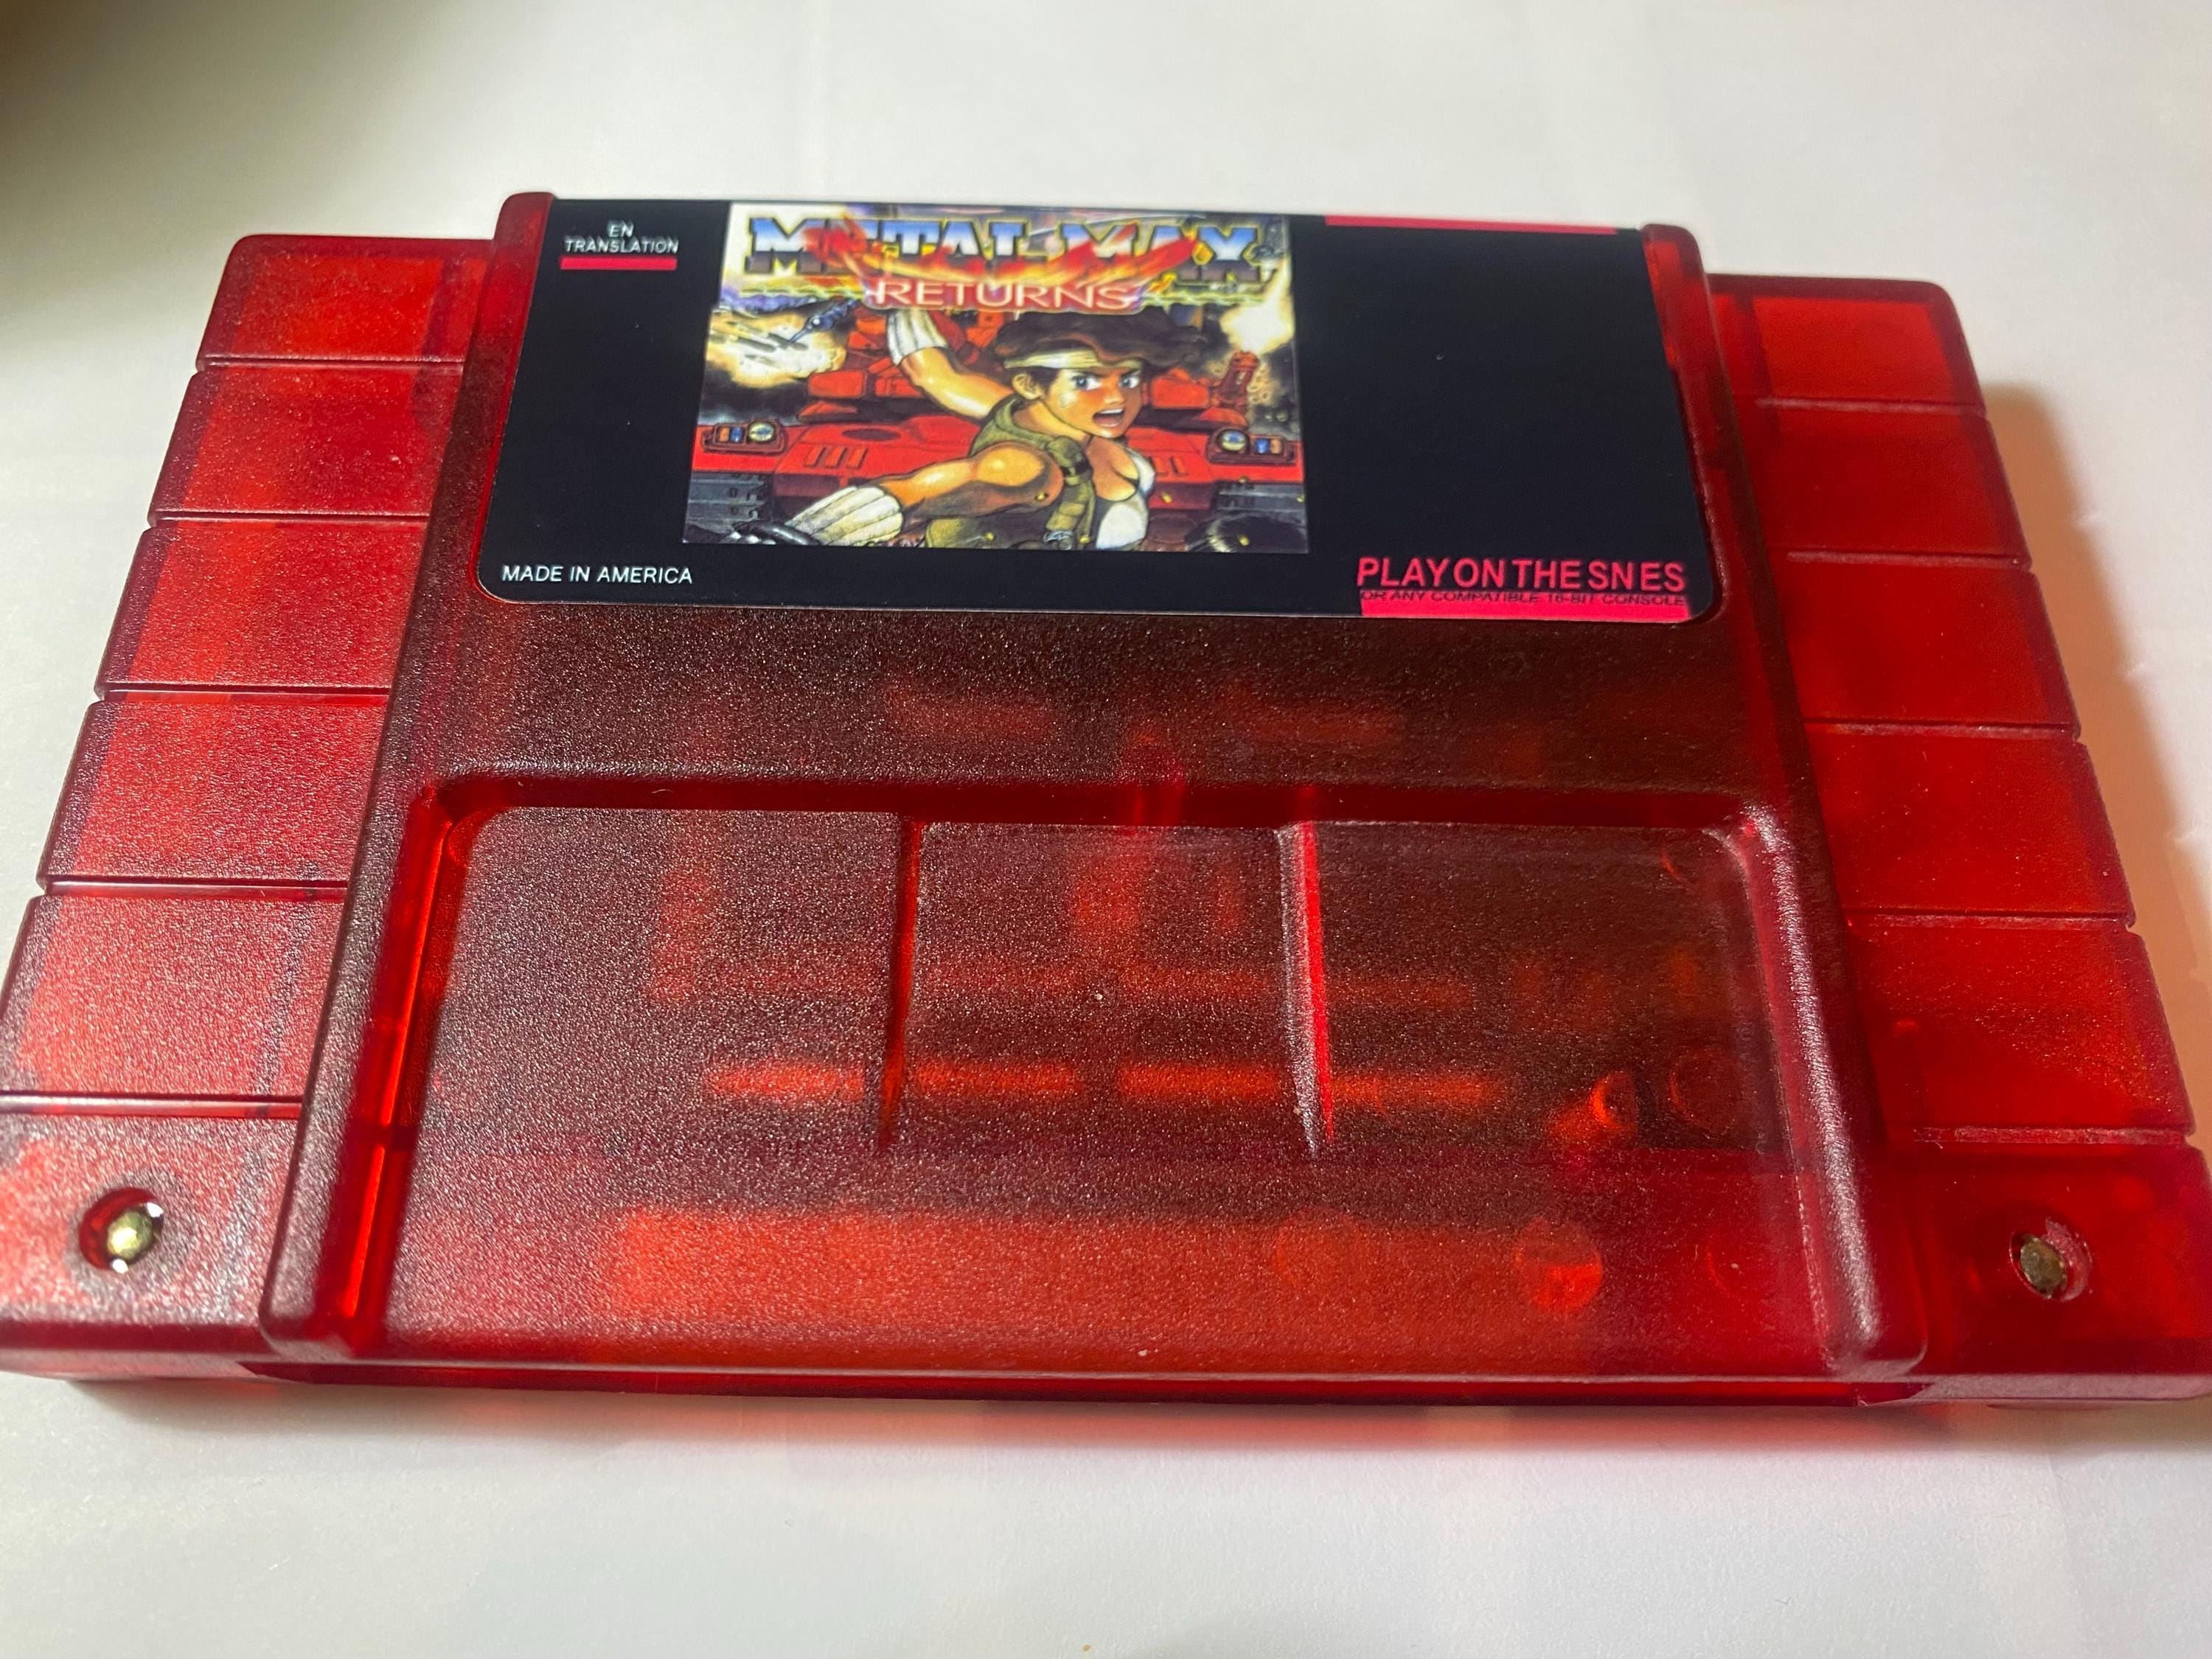 EN
TRANSLATION
METAL MAX
RETURNS
MADE IN AMERICA
PLAY ON THE SNES
OR ANY COMPATIBLE 16-BIT CONSOLE